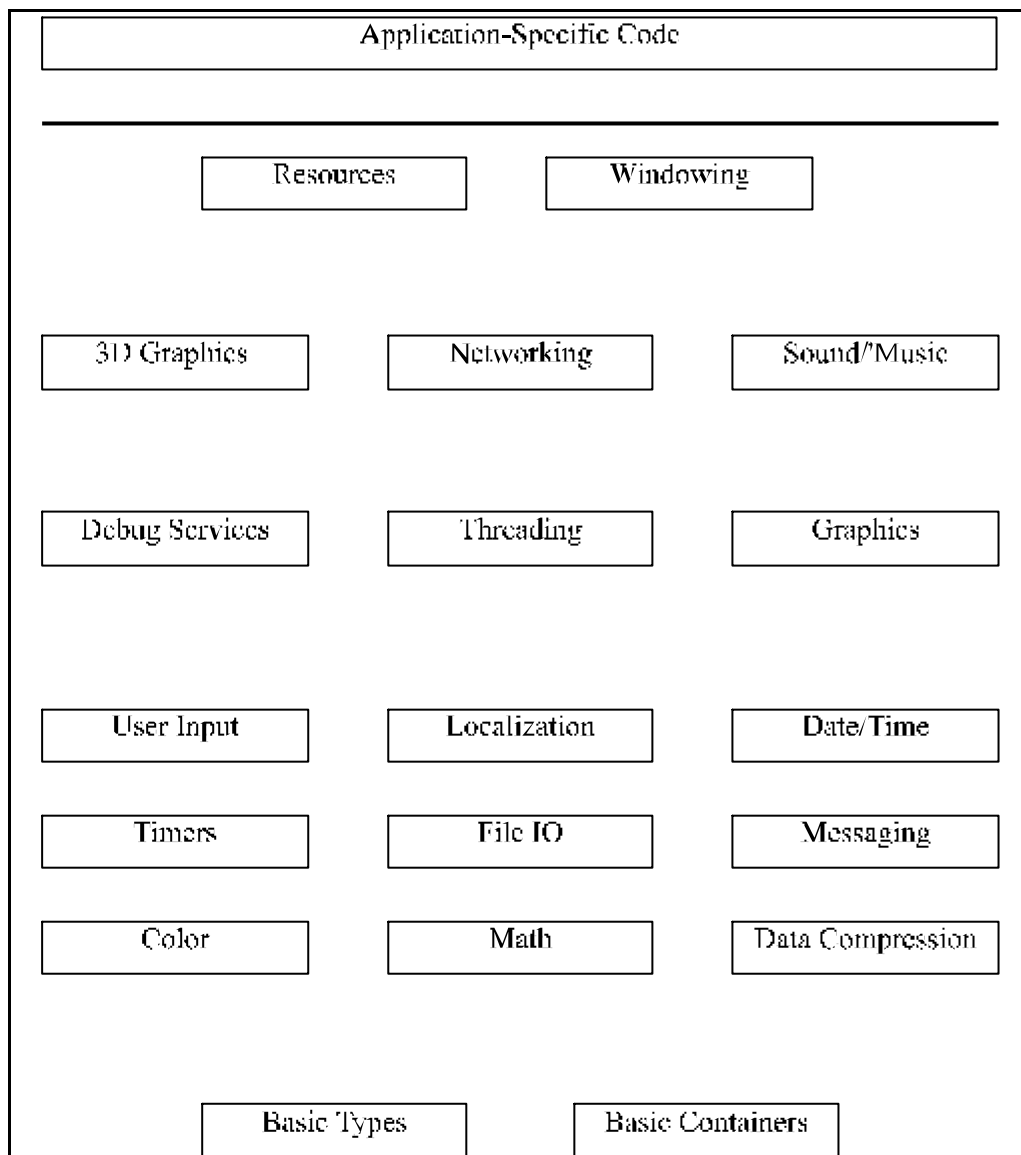 Application-Specific Code
Resources
Windowing
3D Graphics
Networking
Sound/Music
Debug Services
Threading
Graphics
User Input
Localization
Date/Time
Timers
File IO
Messaging
Color
Math
Data Compression
Basic Types
Basic Containers